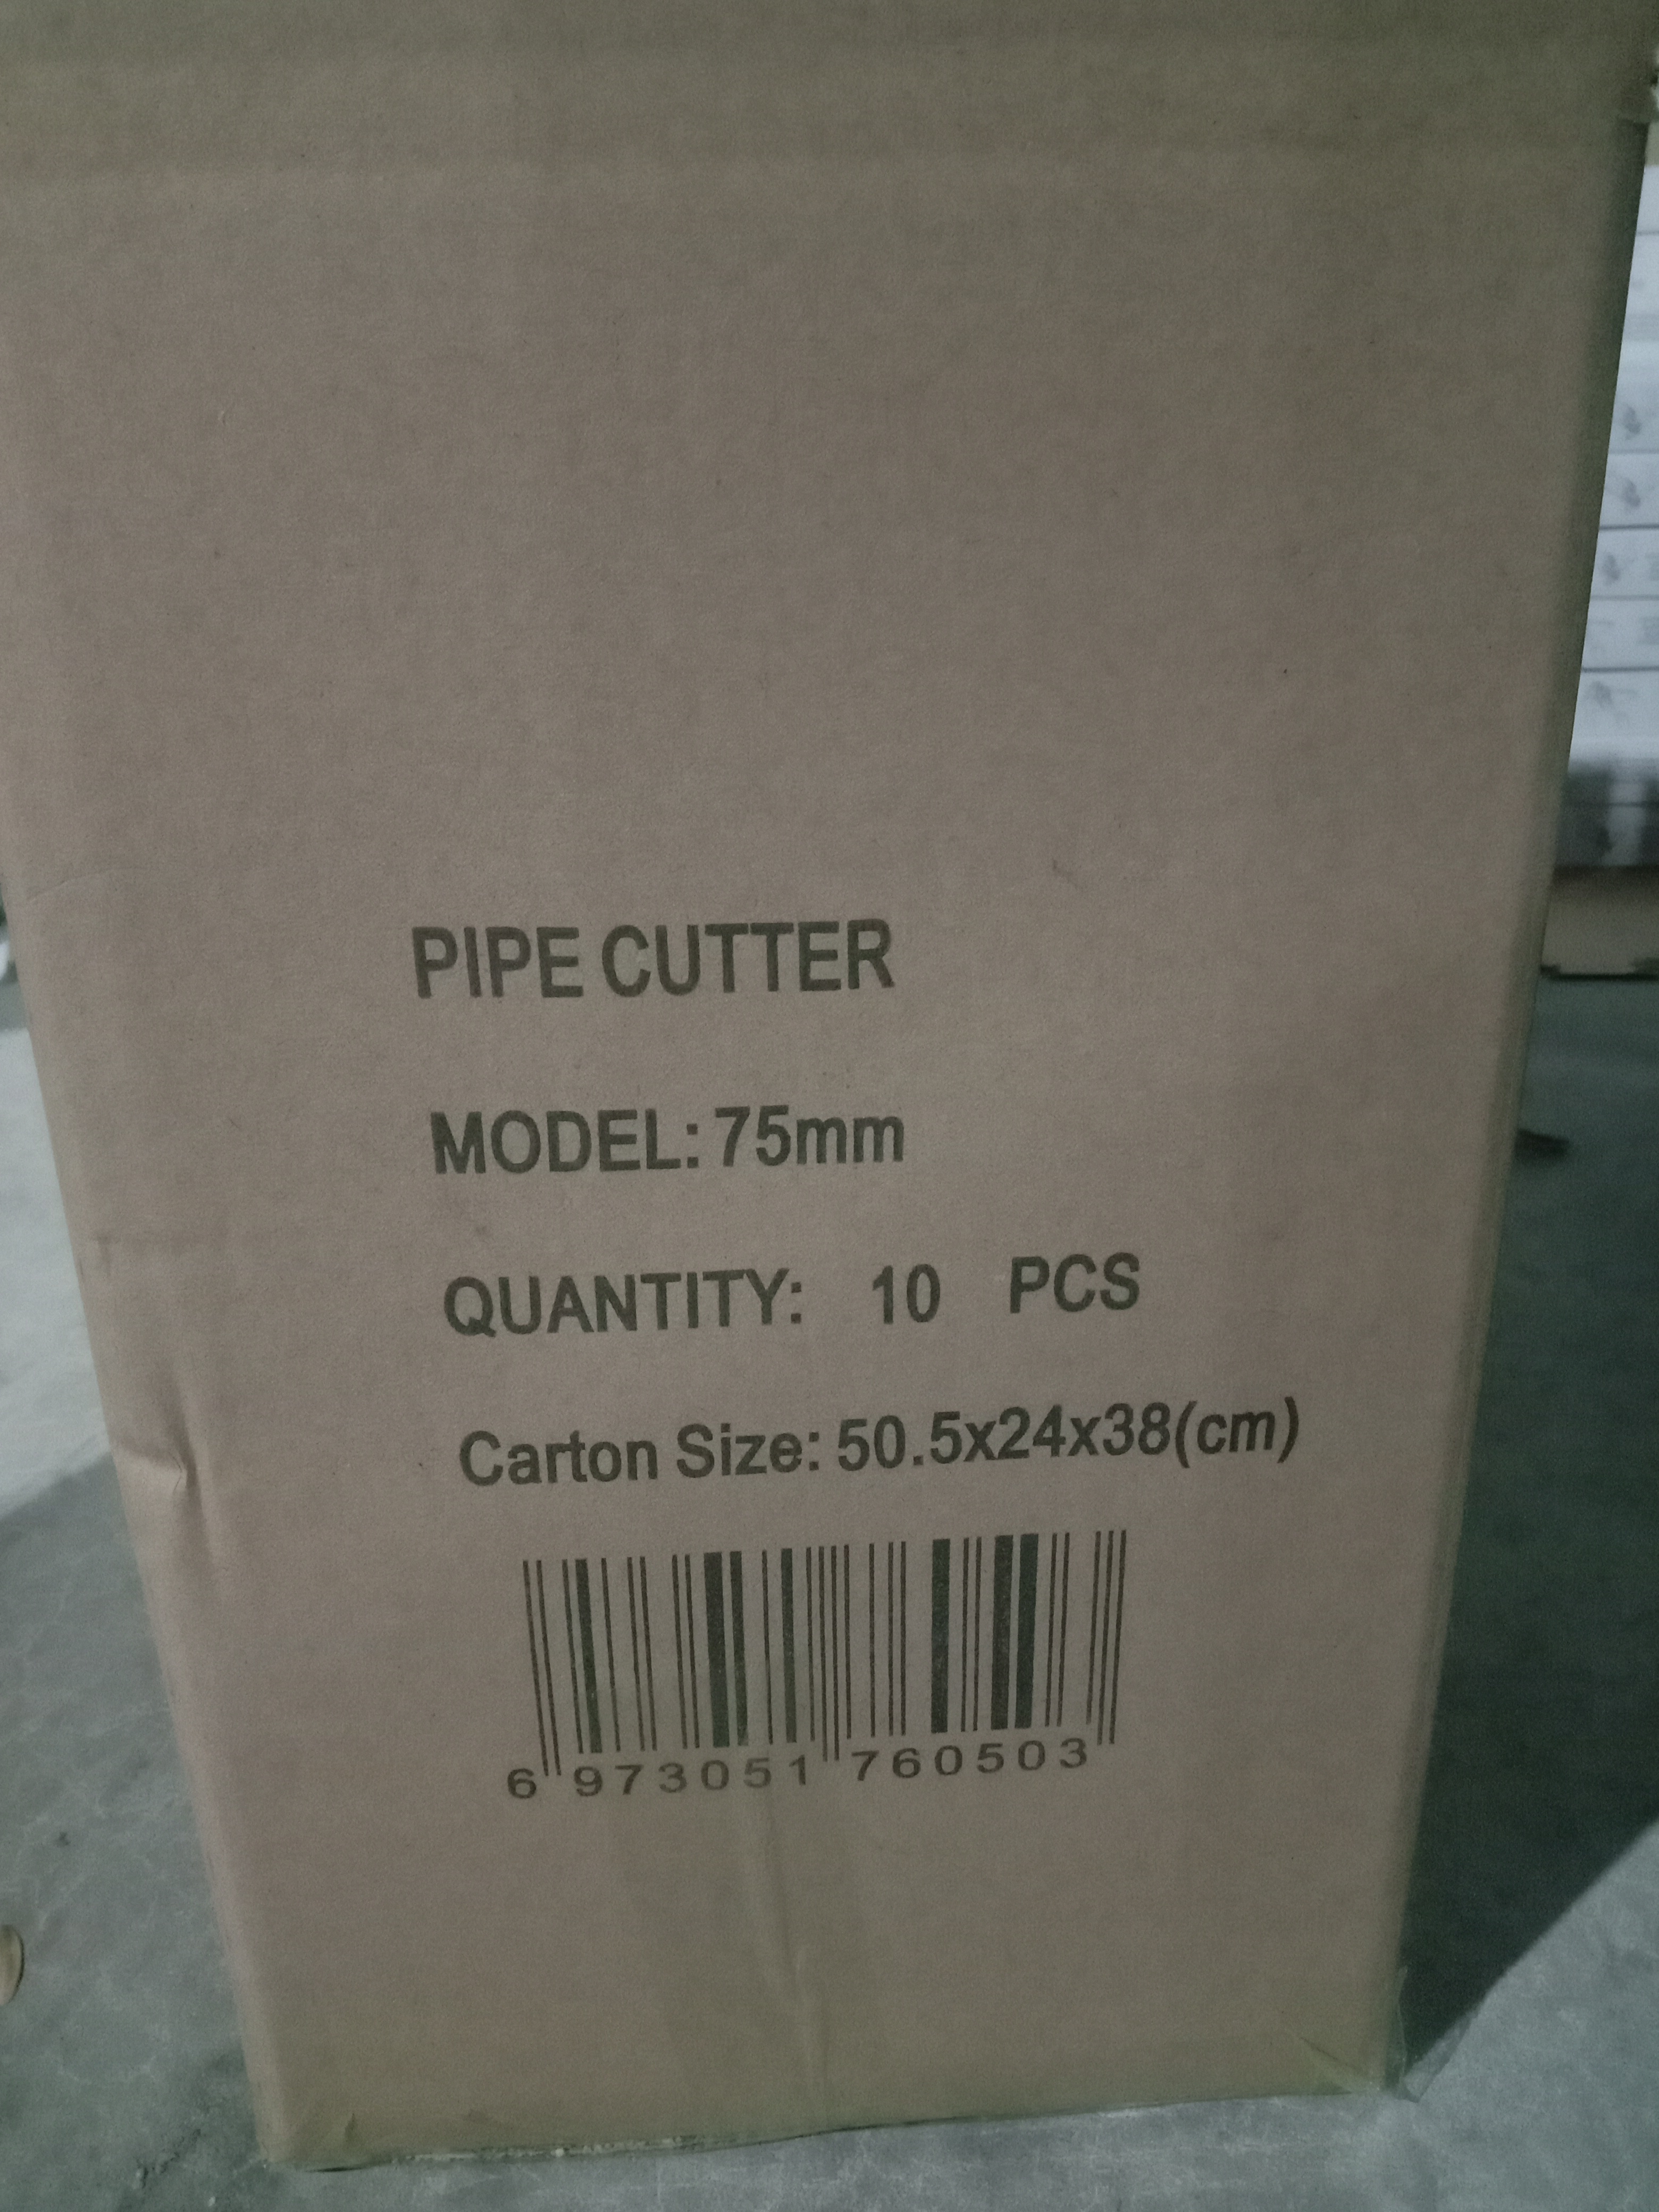 PIPE CUTTER
MODEL: 75mm
QUANTITY: 10 PCS
Carton Size: 50.5x24x38(cm)
6 973051 760503